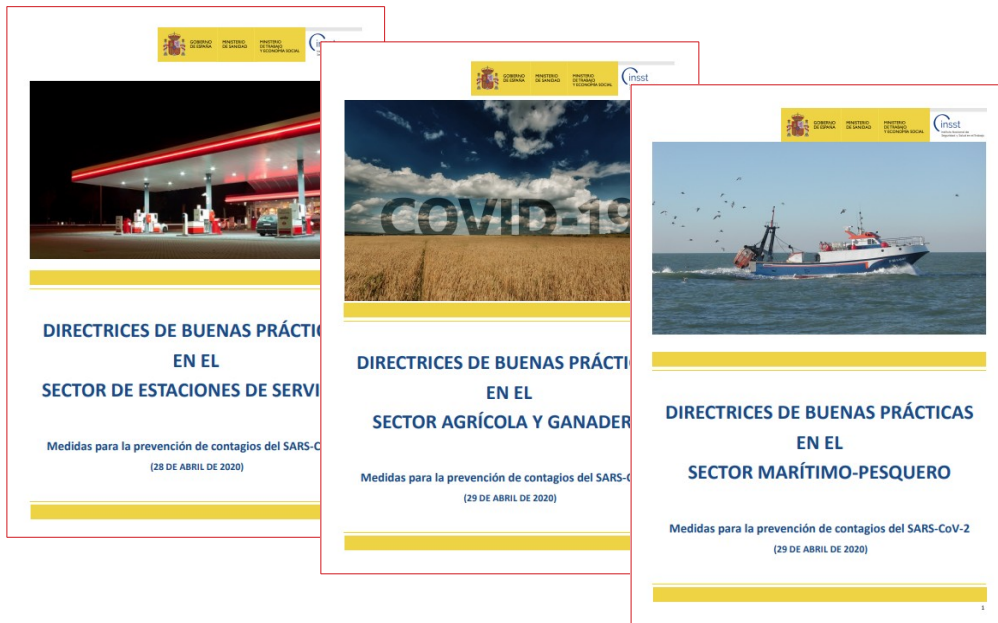 GOBIERNO
DE ESPAÑA
MINISTERIO
DE SANIDAD
MINISTERIO
DE TRABAJO
Y ECONOMÍA SOCIAL
DIRECTRICES DE BUENAS PRÁCTIC
EN EL
SECTOR DE ESTACIONES DE SERVI
Medidas para la prevención de contagios del SARS-C
(28 DE ABRIL DE 2020)
GOBIERNO
DE ESPAÑA
MINISTERIO
DE SANIDAD
MINISTERIO
DE TRABAJO
Y ECONOMÍA SOCIAL
insst
COVID-19
DIRECTRICES DE BUENAS PRÁCTI
EN EL
SECTOR AGRÍCOLA Y GANADER
Medidas para la prevención de contagios del SARS-C
(29 DE ABRIL DE 2020)
GOBIERNO
DE ESPAÑA
MINISTERIO
DE SANIDAD
MINISTERIO
DE TRABAJO
Y ECONOMÍA SOCIAL
insst
DIRECTRICES DE BUENAS PRÁCTICAS
EN EL
SECTOR MARÍTIMO-PESQUERO
Medidas para la prevención de contagios del SARS-CoV-2
(29 DE ABRIL DE 2020)
1